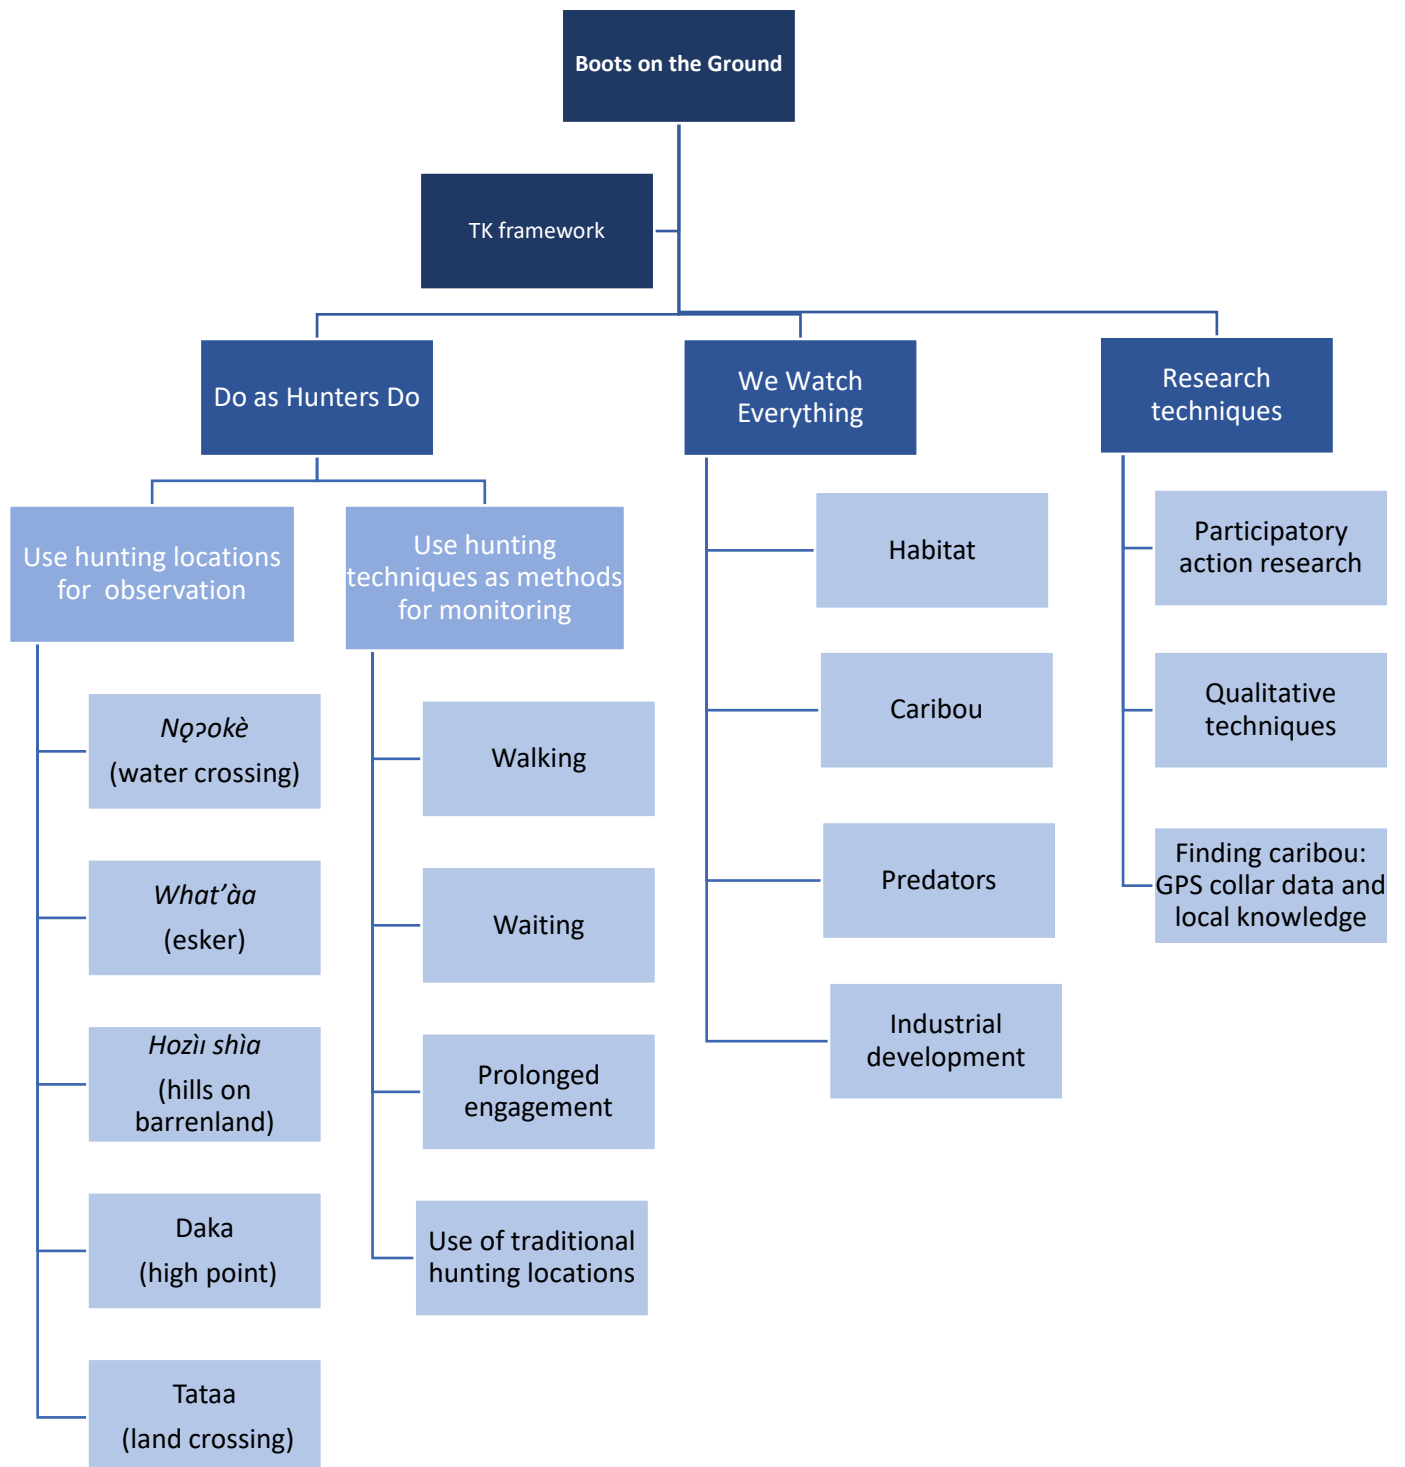 Boots on the Ground
TK framework
Do as Hunters Do
We Watch
Everything
Research
techniques
Use hunting locations
for observation
Use hunting
techniques as methods
for monitoring
Nǫɂokè
(water crossing)
What’àa
(esker)
Hozìı shìa
(hills on
barrenland)
Daka
(high point)
Tataa
(land crossing)
Walking
Waiting
Prolonged
engagement
Use of traditional
hunting locations
Habitat
Caribou
Predators
Industrial
development
Participatory
action research
Qualitative
techniques
Finding caribou:
GPS collar data and
local knowledge